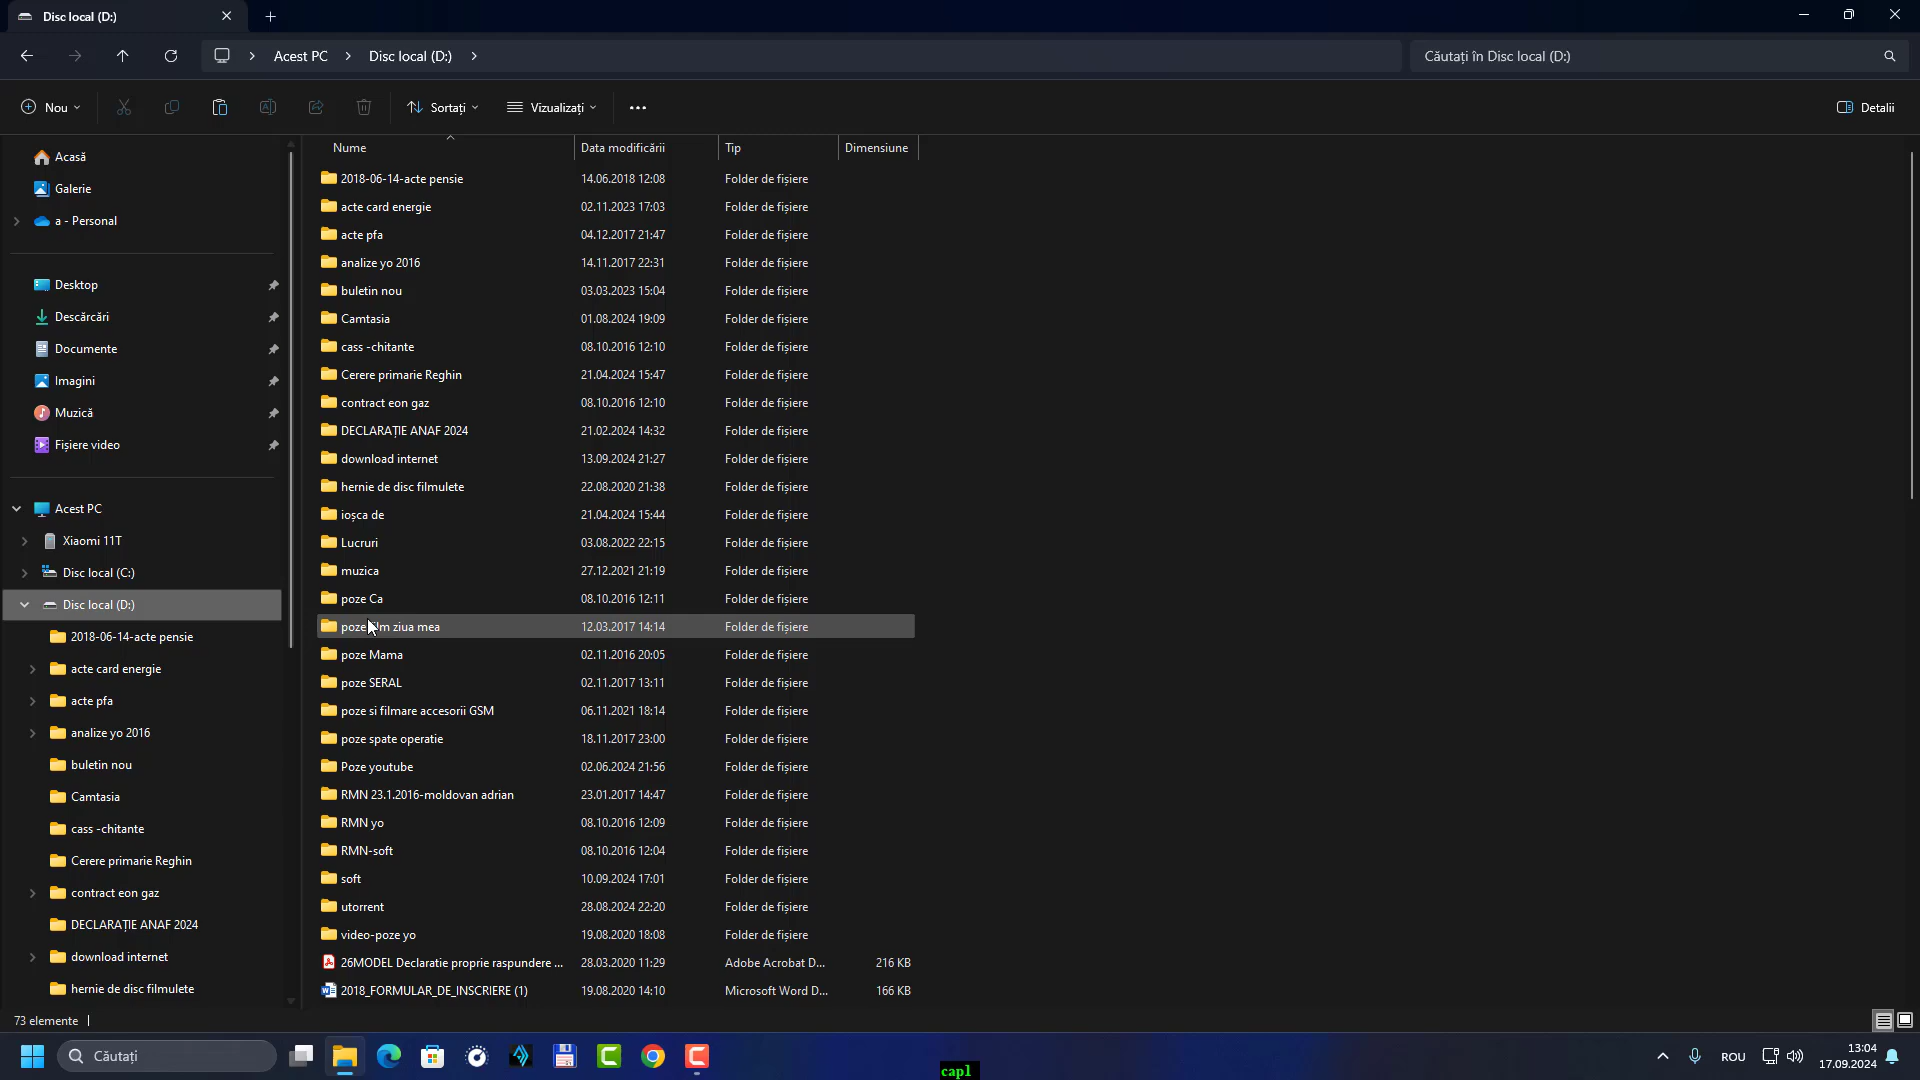 Disc local (D:)
Acest PC
Disc local (D:)
Căutați în Disc local (D:)
Nou
Sortați
Vizualizați
Detalii
Acasă
Galerie
a - Personal
Desktop
Descărcări
Documente
Imagini
Muzică
Fișiere video
Acest PC
Xiaomi 11T
Disc local (C:)
Disc local (D:)
2018-06-14-acte pensie
acte card energie
acte pfa
analize yo 2016
buletin nou
Camtasia
cass -chitante
Cerere primarie Reghin
contract eon gaz
DECLARAȚIE ANAF 2024
download internet
hernie de disc filmulete
Nume Data modificării Tip Dimensiune
2018-06-14-acte pensie 14.06.2018 12:08 Folder de fișiere
acte card energie 02.11.2023 17:03 Folder de fișiere
acte pfa 04.12.2017 21:47 Folder de fișiere
analize yo 2016 14.11.2017 22:31 Folder de fișiere
buletin nou 03.03.2023 15:04 Folder de fișiere
Camtasia 01.08.2024 19:09 Folder de fișiere
cass -chitante 08.10.2016 12:10 Folder de fișiere
Cerere primarie Reghin 21.04.2024 15:47 Folder de fișiere
contract eon gaz 08.10.2016 12:10 Folder de fișiere
DECLARAȚIE ANAF 2024 21.02.2024 14:32 Folder de fișiere
download internet 13.09.2024 21:27 Folder de fișiere
hernie de disc filmulete 22.08.2020 21:38 Folder de fișiere
ioșca de 21.04.2024 15:44 Folder de fișiere
Lucruri 03.08.2022 22:15 Folder de fișiere
muzica 27.12.2021 21:19 Folder de fișiere
poze Ca 08.10.2016 12:11 Folder de fișiere
poze ziua mea 12.03.2017 14:14 Folder de fișiere
poze Mama 02.11.2016 20:05 Folder de fișiere
poze SERAL 02.11.2017 13:11 Folder de fișiere
poze si filmare accesorii GSM 06.11.2021 18:14 Folder de fișiere
poze spate operatie 18.11.2017 23:00 Folder de fișiere
Poze youtube 02.06.2024 21:56 Folder de fișiere
RMN 23.1.2016-moldovan adrian 23.01.2017 14:47 Folder de fișiere
RMN yo 08.10.2016 12:09 Folder de fișiere
RMN-soft 08.10.2016 12:04 Folder de fișiere
soft 10.09.2024 17:01 Folder de fișiere
utorrent 28.08.2024 22:20 Folder de fișiere
video-poze yo 19.08.2020 18:08 Folder de fișiere
26MODEL Declaratie proprie raspundere ... 28.03.2020 11:29 Adobe Acrobat D... 216 KB
2018_FORMULAR_DE_INSCRIERE (1) 19.08.2020 14:10 Microsoft Word D... 166 KB
73 elemente
Căutați
capl
ROU
13:04
17.09.2024